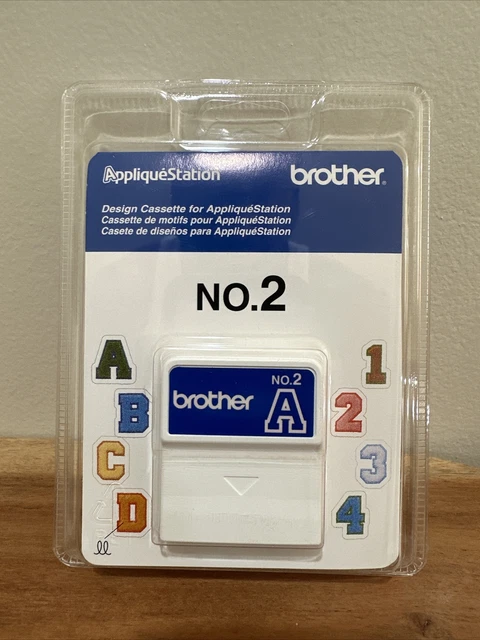 AppliquéStation brother®
Design Cassette for AppliquéStation
Cassette de motifs pour AppliquéStation
Casete de diseños para AppliquéStation
NO.2
A
B
C
D
1
2
3
4
NO.2
brother A